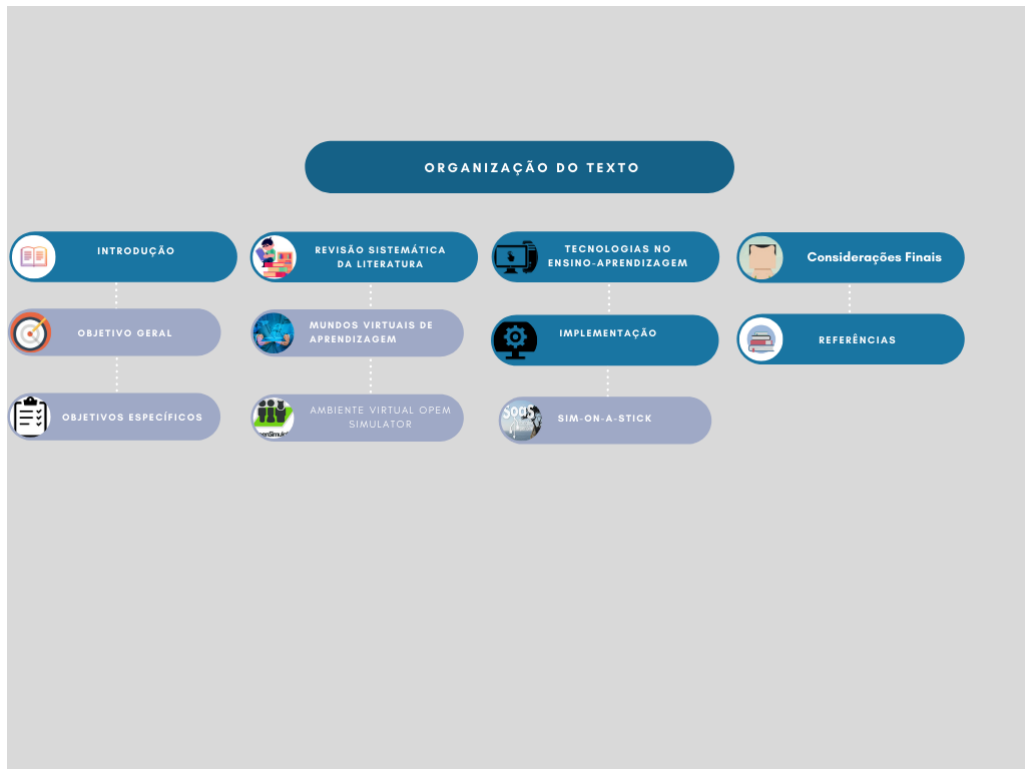 ORGANIZAÇÃO DO TEXTO
INTRODUÇÃO
OBJETIVO GERAL
OBJETIVOS ESPECÍFICOS
REVISÃO SISTEMÁTICA
DA LITERATURA
MUNDOS VIRTUAIS DE
APRENDIZAGEM
AMBIENTE VIRTUAL OPEM
SIMULATOR
TECNOLOGIAS NO
ENSINO-APRENDIZAGEM
IMPLEMENTAÇÃO
SoaS
SIM-ON-A-STICK
Considerações Finais
REFERÊNCIAS